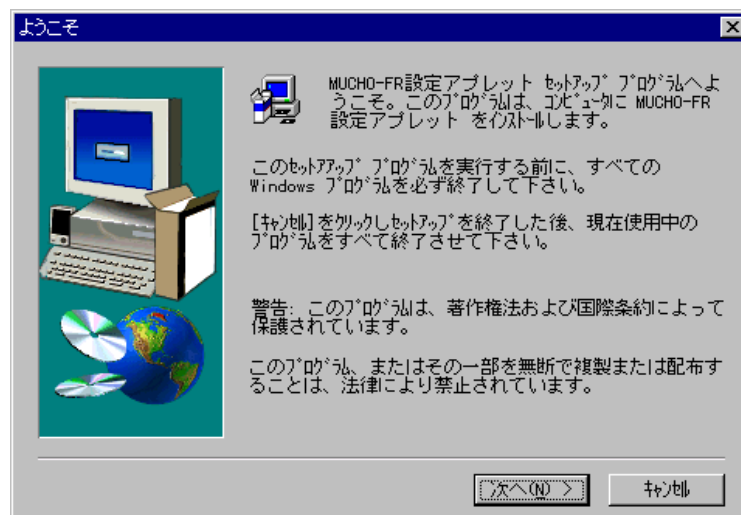 ようこそ
MUCHO-FR設定アプレット ｾｯﾄｱｯﾌﾟ ﾌﾟﾛｸﾞﾗﾑへよ
うこそ。このﾌﾟﾛｸﾞﾗﾑは、ｺﾝﾋﾟｭｰﾀに MUCHO-FR
設定アプレット をｲﾝｽﾄｰﾙします。
このｾｯﾄｱｯﾌﾟ ﾌﾟﾛｸﾞﾗﾑを実行する前に、すべての
Windows ﾌﾟﾛｸﾞﾗﾑを必ず終了して下さい。
[ｷｬﾝｾﾙ]をｸﾘｯｸしｾｯﾄｱｯﾌﾟを終了した後、現在使用中の
ﾌﾟﾛｸﾞﾗﾑをすべて終了させて下さい。
警告: このﾌﾟﾛｸﾞﾗﾑは、著作権法および国際条約によって
保護されています。
このﾌﾟﾛｸﾞﾗﾑ、またはその一部を無断で複製または配布す
ることは、法律により禁止されています。
次へ(N) >
ｷｬﾝｾﾙ